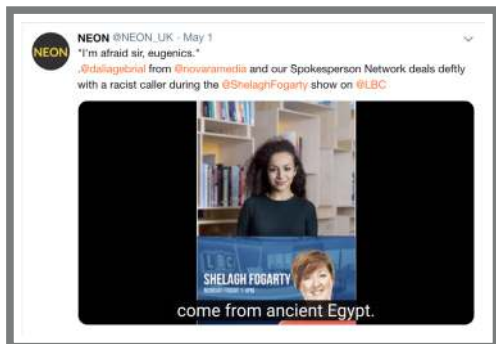 NEON @NEON_UK · May 1
NEON
"I'm afraid sir, eugenics."
.@daliagebrial from @novaramedia and our Spokesperson Network deals deftly
with a racist caller during the @ShelaghFogarty show on @LBC
LBC
SHELAGH FOGARTY
come from ancient Egypt.